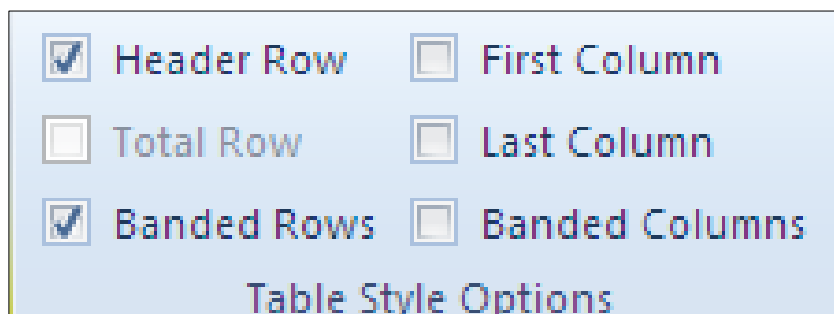 Header Row First Column
Total Row Last Column
Banded Rows Banded Columns
Table Style Options